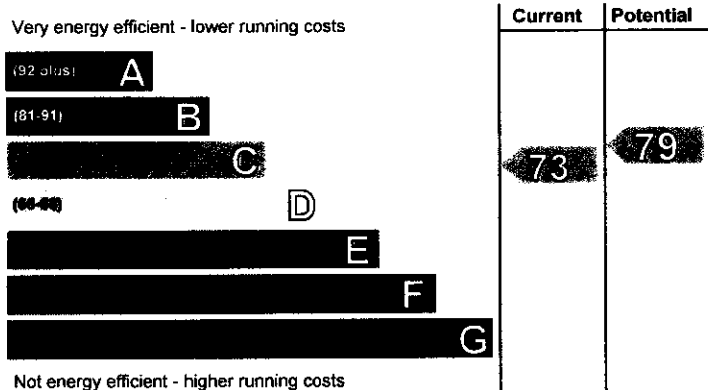 Current Potential
Very energy efficient - lower running costs
(92 plus) A
(81-91) B
C
73
79
D
E
F
G
Not energy efficient - higher running costs